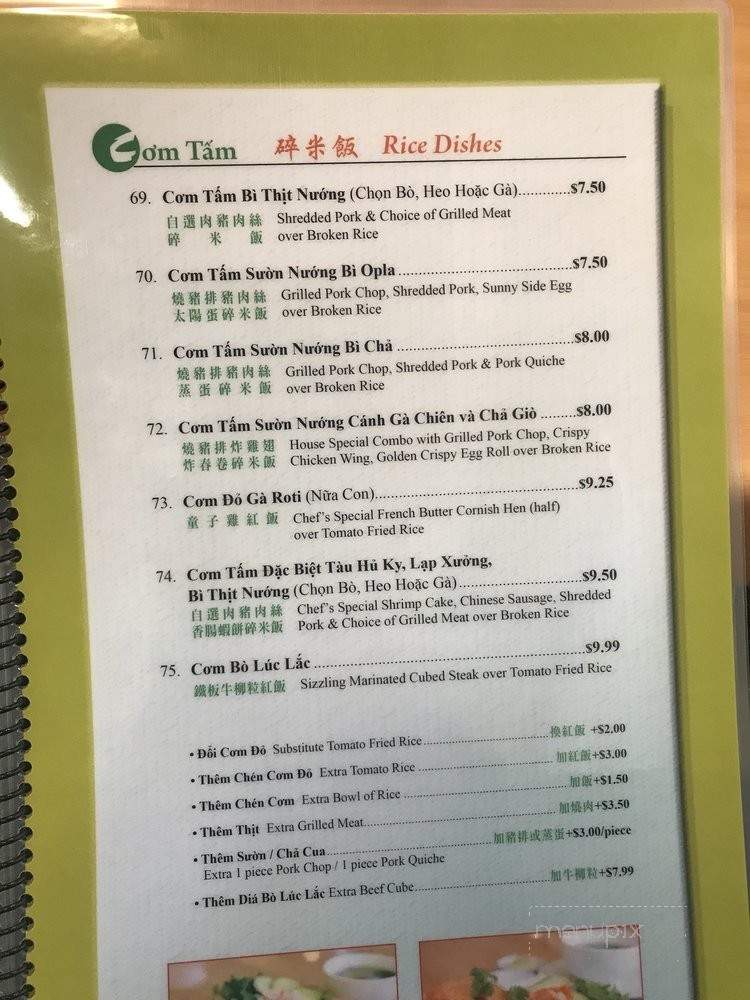 Cơm Tấm 碎米飯 Rice Dishes
69. Cơm Tấm Bì Thịt Nướng (Chọn Bò, Heo Hoặc Gà)............$7.50
自選肉豬肉絲 Shredded Pork & Choice of Grilled Meat
碎米飯 over Broken Rice
70. Cơm Tấm Sườn Nướng Bì Opla............$7.50
燒豬排豬肉絲 Grilled Pork Chop, Shredded Pork, Sunny Side Egg
太陽蛋碎米飯 over Broken Rice
71. Cơm Tấm Sườn Nướng Bì Chả............$8.00
燒豬排豬肉絲 Grilled Pork Chop, Shredded Pork & Pork Quiche
蒸蛋碎米飯 over Broken Rice
72. Cơm Tấm Sườn Nướng Cánh Gà Chiên và Chả Giò.........$8.00
燒豬排炸雞翅 House Special Combo with Grilled Pork Chop, Crispy
炸春卷碎米飯 Chicken Wing, Golden Crispy Egg Roll over Broken Rice
73. Cơm Đỏ Gà Roti (Nữa Con)............$9.25
童子雞紅飯 Chef's Special French Butter Cornish Hen (half)
over Tomato Fried Rice
74. Cơm Tấm Đặc Biệt Tàu Hủ Ky, Lạp Xưởng,
Bì Thịt Nướng (Chọn Bò, Heo Hoặc Gà)............$9.50
自選肉豬肉絲 Chef's Special Shrimp Cake, Chinese Sausage, Shredded
香腸蝦餅碎米飯 Pork & Choice of Grilled Meat over Broken Rice
75. Cơm Bò Lúc Lắc............$9.99
鐵板牛柳粒紅飯 Sizzling Marinated Cubed Steak over Tomato Fried Rice
• Đổi Cơm Đỏ Substitute Tomato Fried Rice............換紅飯 +$2.00
• Thêm Chén Cơm Đỏ Extra Tomato Rice............加紅飯+$3.00
• Thêm Chén Cơm Extra Bowl of Rice............加飯+$1.50
• Thêm Thịt Extra Grilled Meat............加燒肉+$3.50
• Thêm Sườn / Chả Cua............加豬排或蒸蛋+$3.00/piece
Extra 1 piece Pork Chop / 1 piece Pork Quiche
• Thêm Diá Bò Lúc Lắc Extra Beef Cube............加牛柳粒+$7.99
menupix